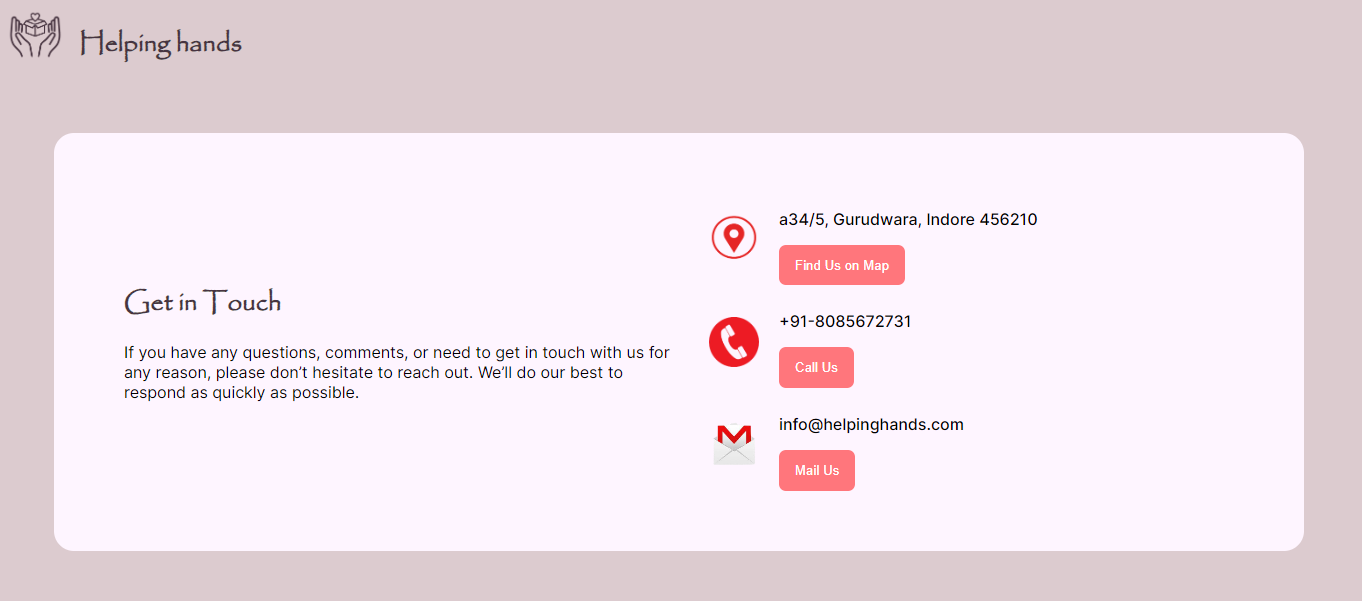 Helping hands
Get in Touch
If you have any questions, comments, or need to get in touch with us for
any reason, please don’t hesitate to reach out. We’ll do our best to
respond as quickly as possible.
a34/5, Gurudwara, Indore 456210
Find Us on Map
+91-8085672731
Call Us
info@helpinghands.com
Mail Us